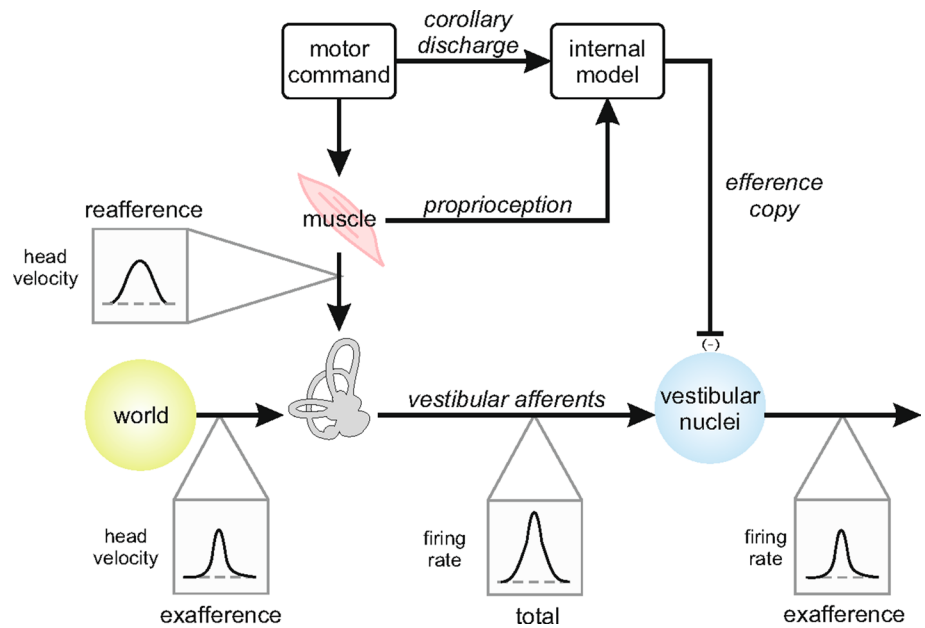 motor
command
corollary
discharge
internal
model
efference
copy
muscle
proprioception
reafference
head
velocity
world
vestibular afferents
(-)
vestibular
nuclei
head
velocity
exafference
firing
rate
total
firing
rate
exafference